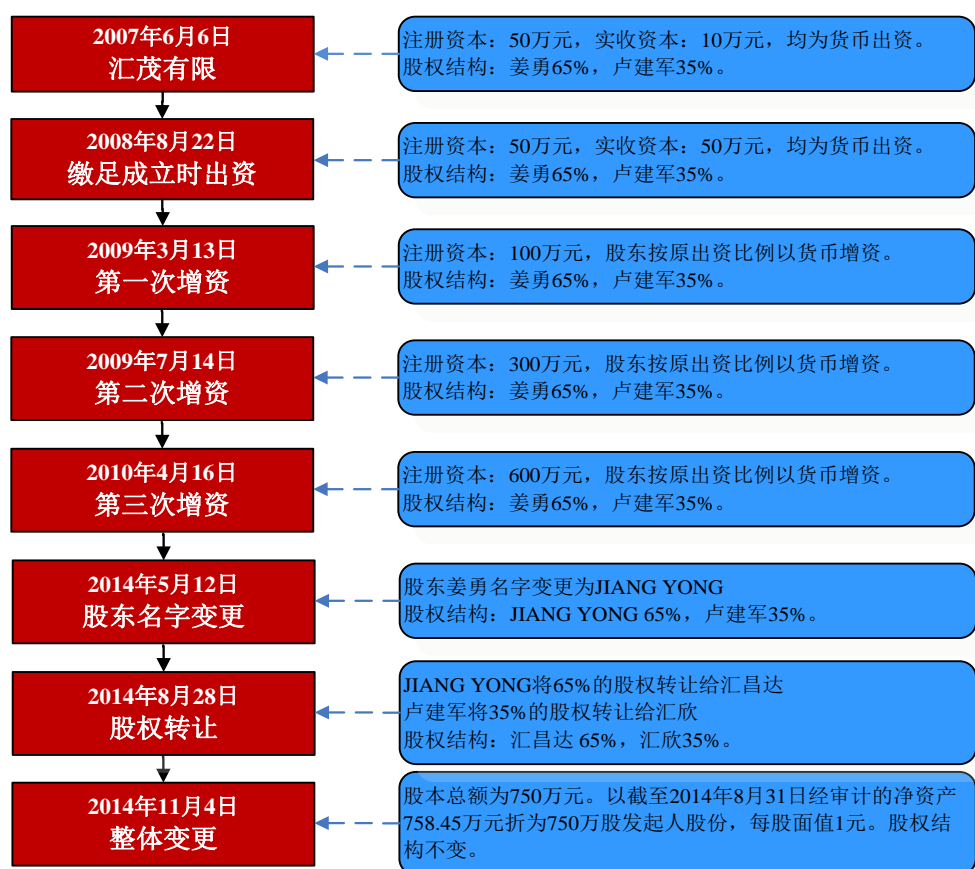 2007年6月6日
汇茂有限
注册资本：50万元，实收资本：10万元，均为货币出资。
股权结构：姜勇65%，卢建军35%。
2008年8月22日
缴足成立时出资
注册资本：50万元，实收资本：50万元，均为货币出资。
股权结构：姜勇65%，卢建军35%。
2009年3月13日
第一次增资
注册资本：100万元，股东按原出资比例以货币增资。
股权结构：姜勇65%，卢建军35%。
2009年7月14日
第二次增资
注册资本：300万元，股东按原出资比例以货币增资。
股权结构：姜勇65%，卢建军35%。
2010年4月16日
第三次增资
注册资本：600万元，股东按原出资比例以货币增资。
股权结构：姜勇65%，卢建军35%。
2014年5月12日
股东名字变更
股东姜勇名字变更为JIANG YONG
股权结构：JIANG YONG 65%，卢建军35%。
2014年8月28日
股权转让
JIANG YONG将65%的股权转让给汇昌达
卢建军将35%的股权转让给汇欣
股权结构：汇昌达 65%，汇欣35%。
2014年11月4日
整体变更
股本总额为750万元。以截至2014年8月31日经审计的净资产
758.45万元折为750万股发起人股份，每股面值1元。股权结
构不变。